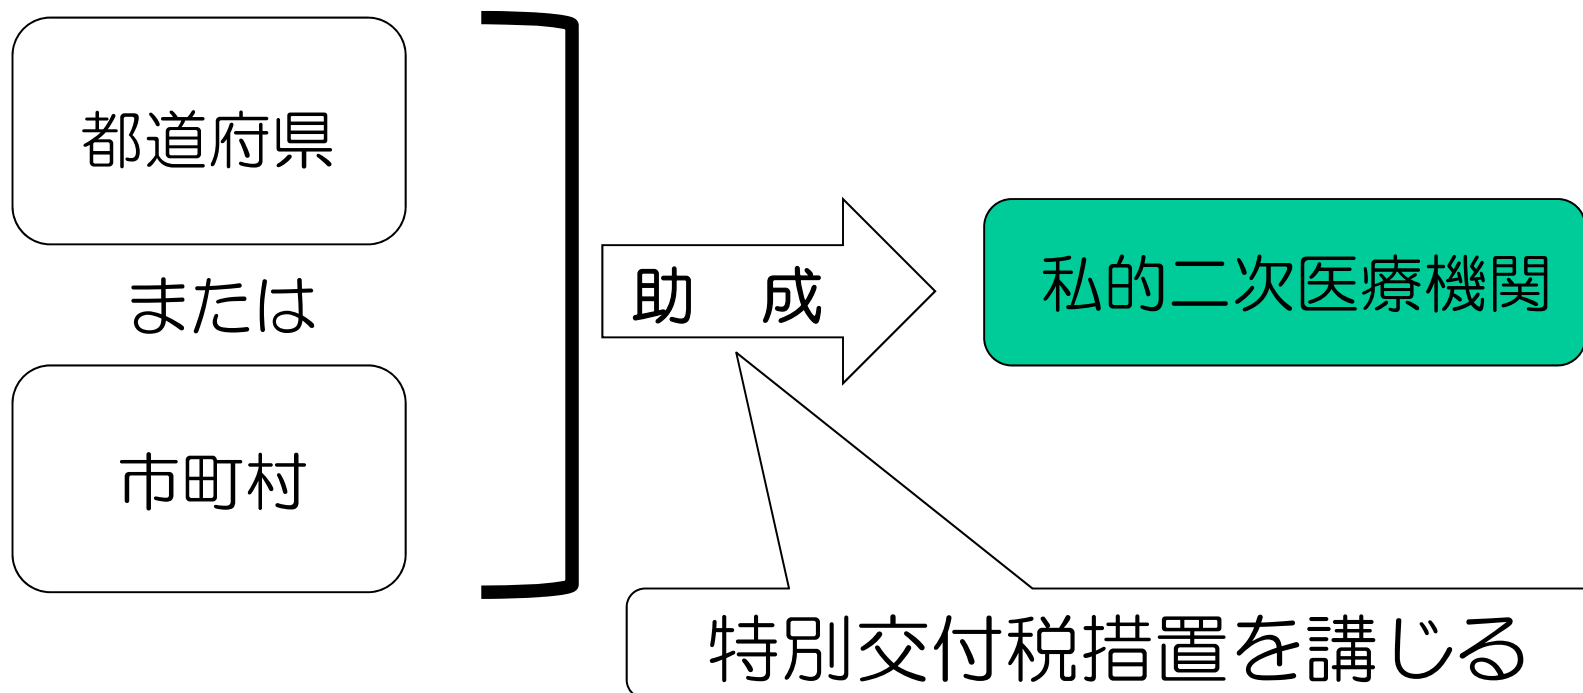 都道府県
または
市町村
助　成
私的二次医療機関
特別交付税措置を講じる